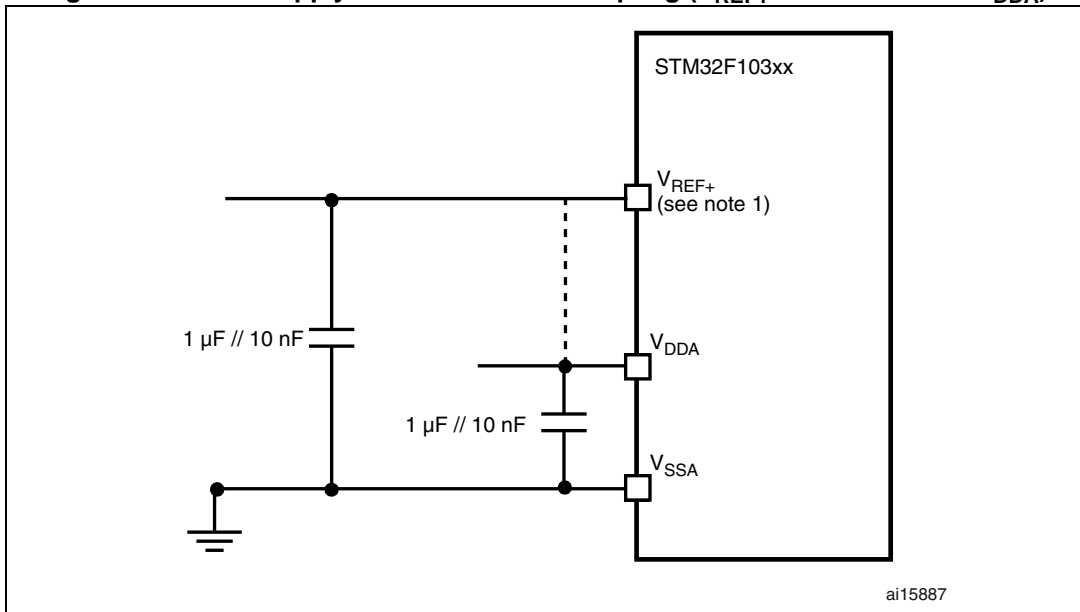 STM32F103xx
VREF+
(see note 1)
1 µF // 10 nF
VDDA
1 µF // 10 nF
VSSA
ai15887